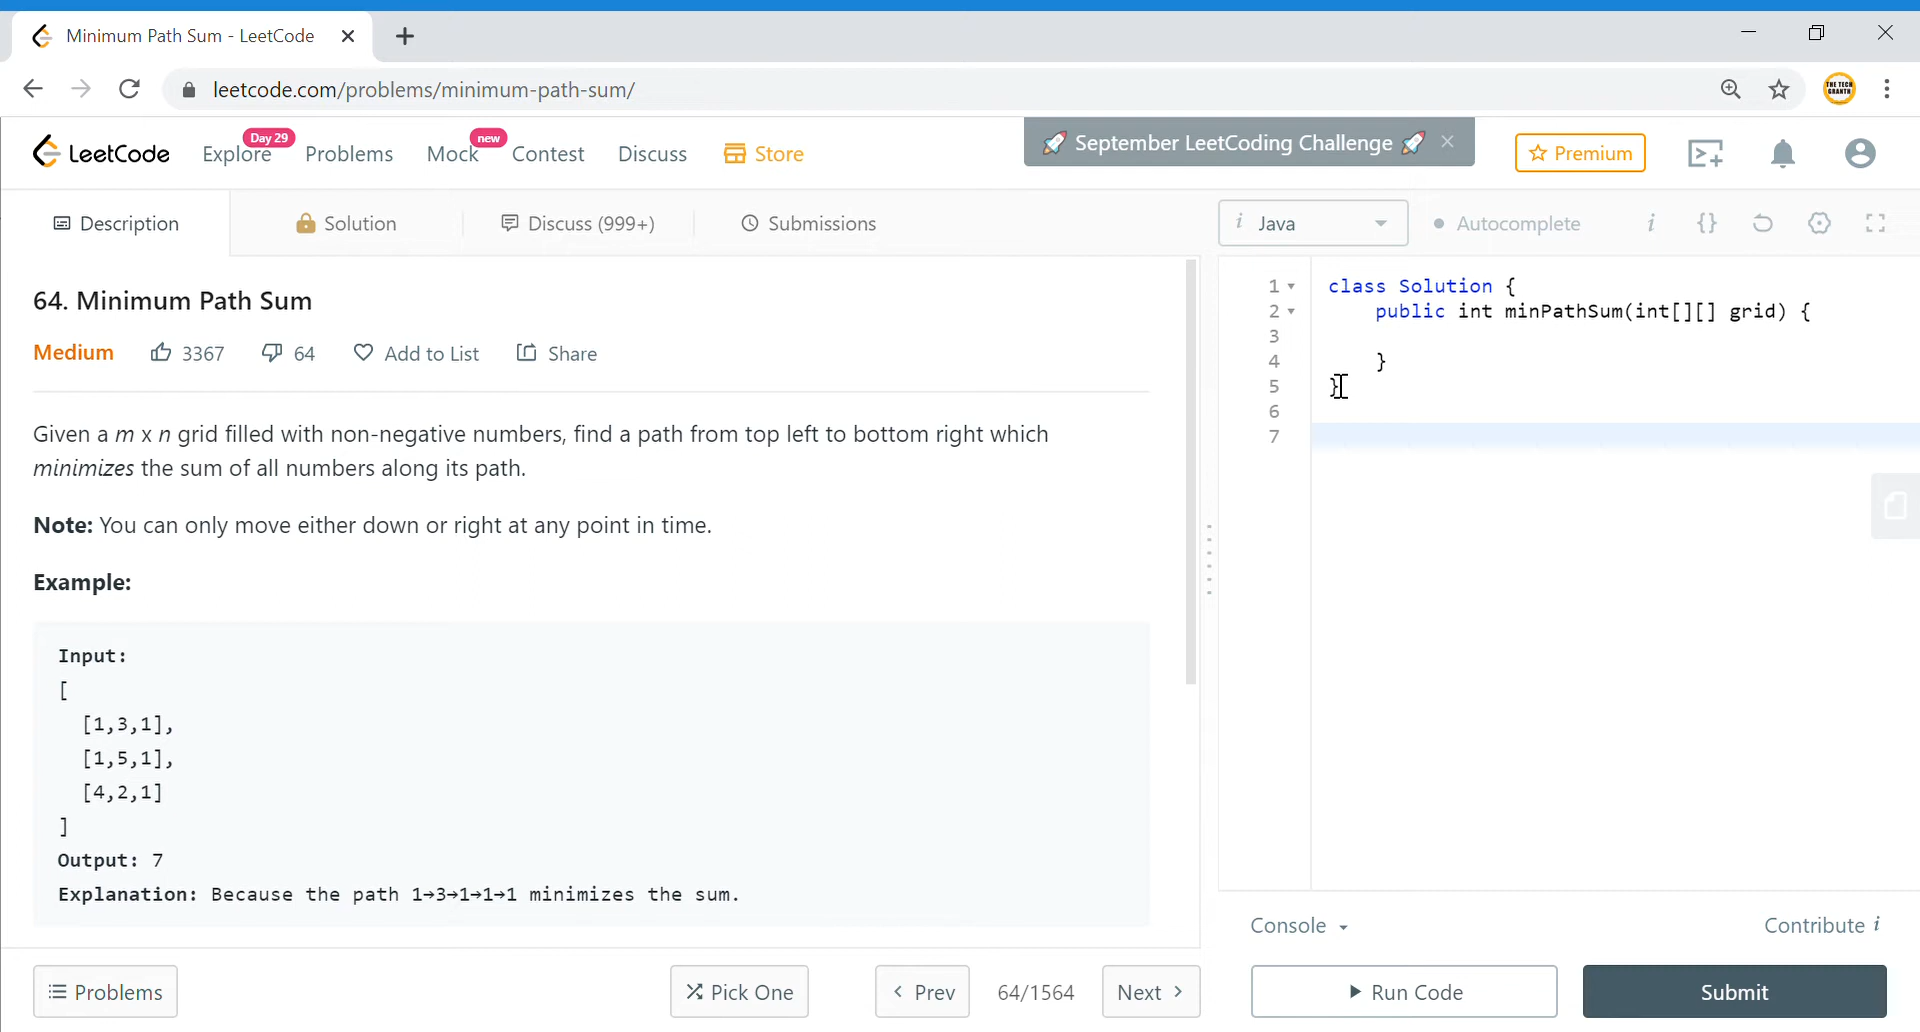 Minimum Path Sum - LeetCode
leetcode.com/problems/minimum-path-sum/
THE TECH GRANTH
LeetCode
Explore Day 29 Problems Mock new Contest Discuss Store
🚀 September LeetCoding Challenge 🚀 ×
Premium
Description Solution Discuss (999+) Submissions
i Java Autocomplete i {}
64. Minimum Path Sum
Medium 3367 64 Add to List Share
Given a m x n grid filled with non-negative numbers, find a path from top left to bottom right which
minimizes the sum of all numbers along its path.
Note: You can only move either down or right at any point in time.
Example:
Input:
[
[1,3,1],
[1,5,1],
[4,2,1]
]
Output: 7
Explanation: Because the path 1→3→1→1→1 minimizes the sum.
Problems Pick One < Prev 64/1564 Next >
1 class Solution {
2 public int minPathSum(int[][] grid) {
3
4 }
5 }
6
7
Console Contribute i
Run Code Submit